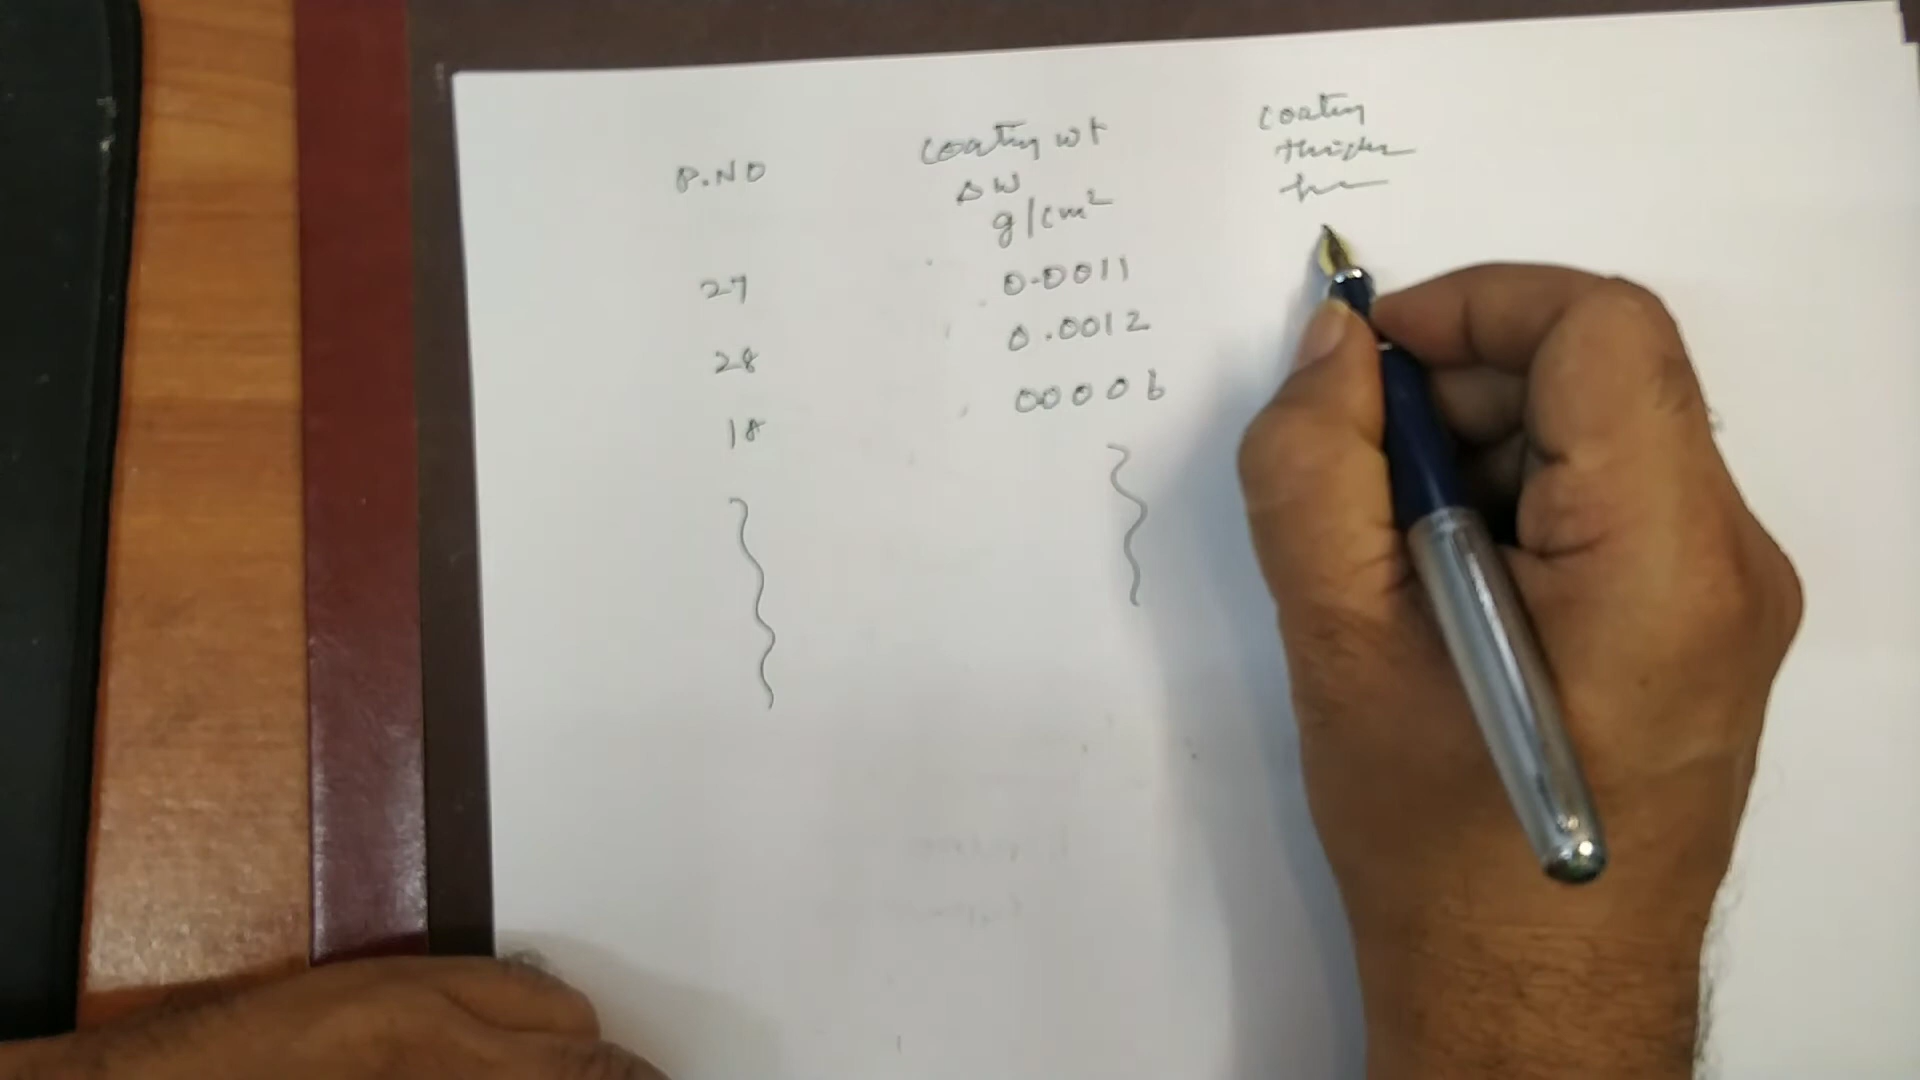 P.NO
coating wt
ΔW
g/cm²
coating
27
0.0011
28
0.0012
18
00006